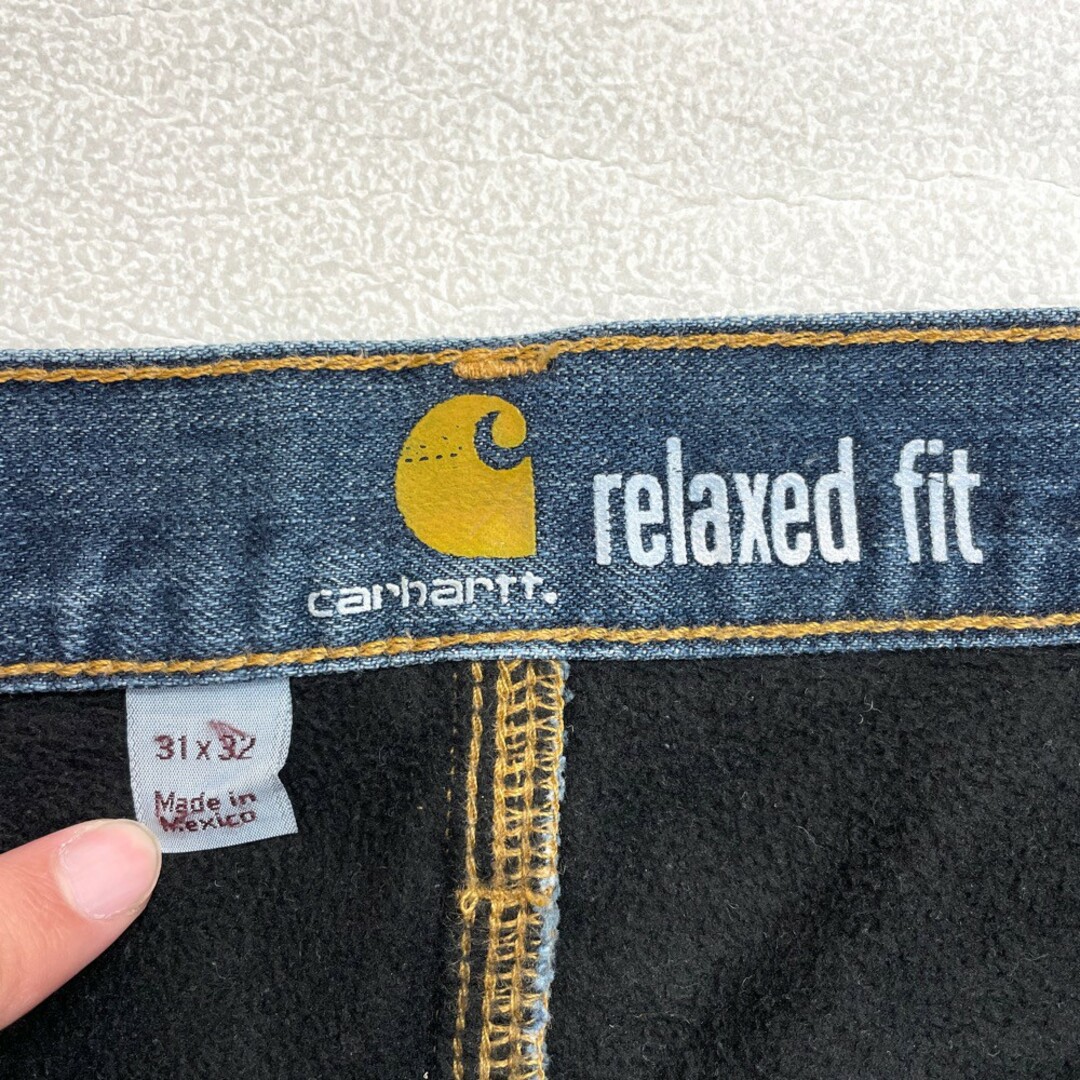 relaxed fit
carhartt.
31 x 32
Made in
Mexico